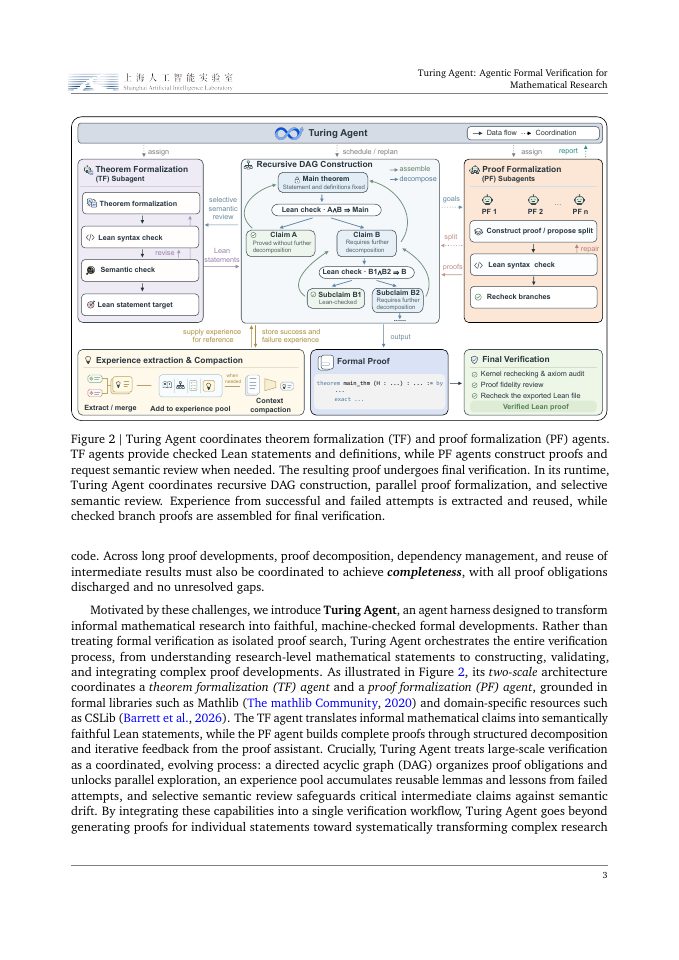 上海人工智能实验室
Shanghai Artificial Intelligence Laboratory
Turing Agent: Agentic Formal Verification for
Mathematical Research
Turing Agent
Data flow
Coordination
assign
schedule / replan
assign
report
Theorem Formalization
(TF) Subagent
Theorem formalization
Lean syntax check
revise
Semantic check
Lean statement target
selective
semantic
review
Lean
statements
Recursive DAG Construction
assemble
decompose
Main theorem
Statement and definitions fixed
Lean check · A∧B ⇒ Main
Claim A
Proved without further
decomposition
Claim B
Requires further
decomposition
Lean check · B1∧B2 ⇒ B
Subclaim B1
Lean-checked
Subclaim B2
Requires further
decomposition
......
goals
split
proofs
Proof Formalization
(PF) Subagents
PF 1
PF 2
...
PF n
Construct proof / propose split
repair
Lean syntax check
Recheck branches
supply experience
for reference
store success and
failure experience
output
Experience extraction & Compaction
when
needed
Extract / merge
Add to experience pool
Context
compaction
Formal Proof
theorem main_thm (H : ...) : ... := by
...
exact ...
Final Verification
Kernel rechecking & axiom audit
Proof fidelity review
Recheck the exported Lean file
Verified Lean proof
Figure 2 | Turing Agent coordinates theorem formalization (TF) and proof formalization (PF) agents.
TF agents provide checked Lean statements and definitions, while PF agents construct proofs and
request semantic review when needed. The resulting proof undergoes final verification. In its runtime,
Turing Agent coordinates recursive DAG construction, parallel proof formalization, and selective
semantic review. Experience from successful and failed attempts is extracted and reused, while
checked branch proofs are assembled for final verification.
code. Across long proof developments, proof decomposition, dependency management, and reuse of
intermediate results must also be coordinated to achieve completeness, with all proof obligations
discharged and no unresolved gaps.
Motivated by these challenges, we introduce Turing Agent, an agent harness designed to transform
informal mathematical research into faithful, machine-checked formal developments. Rather than
treating formal verification as isolated proof search, Turing Agent orchestrates the entire verification
process, from understanding research-level mathematical statements to constructing, validating,
and integrating complex proof developments. As illustrated in Figure 2, its two-scale architecture
coordinates a theorem formalization (TF) agent and a proof formalization (PF) agent, grounded in
formal libraries such as Mathlib (The mathlib Community, 2020) and domain-specific resources such
as CSLib (Barrett et al., 2026). The TF agent translates informal mathematical claims into semantically
faithful Lean statements, while the PF agent builds complete proofs through structured decomposition
and iterative feedback from the proof assistant. Crucially, Turing Agent treats large-scale verification
as a coordinated, evolving process: a directed acyclic graph (DAG) organizes proof obligations and
unlocks parallel exploration, an experience pool accumulates reusable lemmas and lessons from failed
attempts, and selective semantic review safeguards critical intermediate claims against semantic
drift. By integrating these capabilities into a single verification workflow, Turing Agent goes beyond
generating proofs for individual statements toward systematically transforming complex research
3